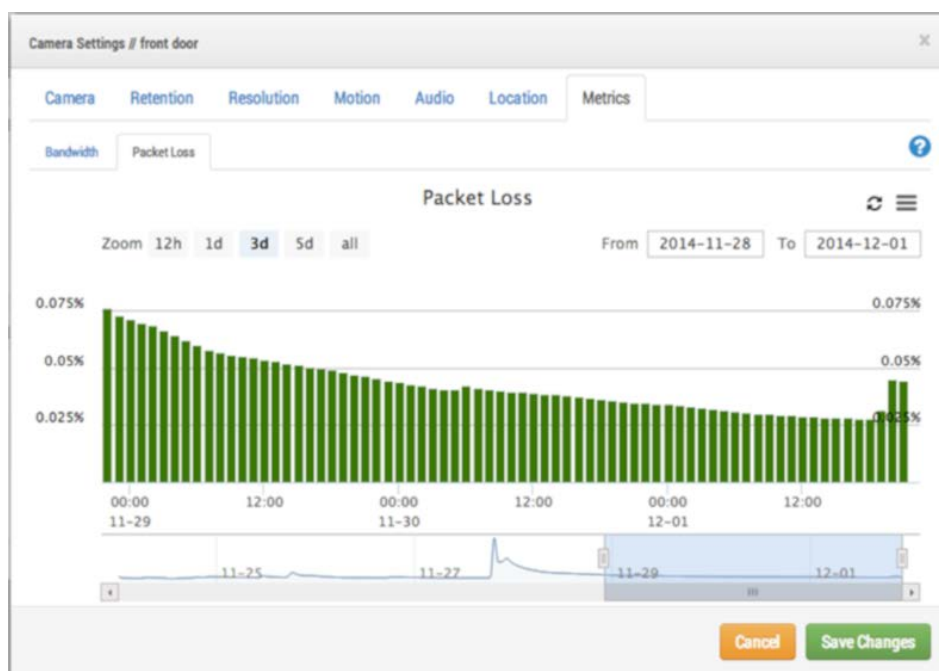 Camera Settings // front door ×
Camera Retention Resolution Motion Audio Location Metrics
Bandwidth Packet Loss ?
Packet Loss
Zoom 12h 1d 3d 5d all From 2014-11-28 To 2014-12-01
0.075% 0.075%
0.05% 0.05%
0.025% 0.025%
00:00 12:00 00:00 12:00 00:00 12:00
11-29 11-30 12-01
11-25 11-27 11-29 12-01
Cancel Save Changes